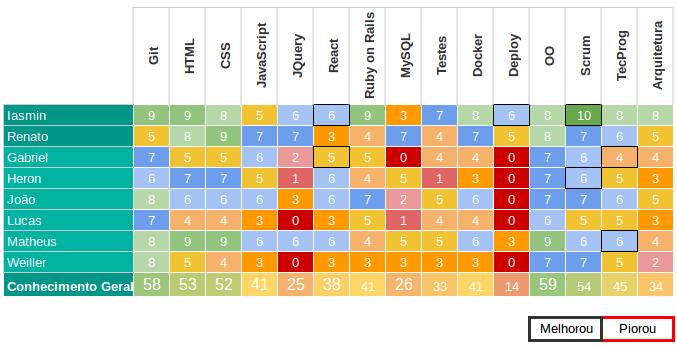 Git HTML CSS JavaScript JQuery React Ruby on Rails MySQL Testes Docker Deploy OO Scrum TecProg Arquitetura
Iasmin 9 9 8 5 6 6 9 3 7 8 6 8 10 8 8
Renato 5 8 9 7 7 3 4 7 4 7 5 8 7 6 5
Gabriel 7 5 5 6 2 5 5 0 4 4 0 7 6 4 4
Heron 6 7 7 5 1 6 4 5 1 3 0 7 6 5 3
João 8 6 6 6 3 6 7 2 5 6 0 7 7 6 5
Lucas 7 4 4 3 0 3 5 1 4 4 0 6 5 5 3
Matheus 8 9 9 6 6 6 4 5 5 6 3 9 6 6 4
Weiller 8 5 4 3 0 3 3 3 3 3 0 7 7 5 2
Conhecimento Geral 58 53 52 41 25 38 41 26 33 41 14 59 54 45 34
Melhorou Piorou